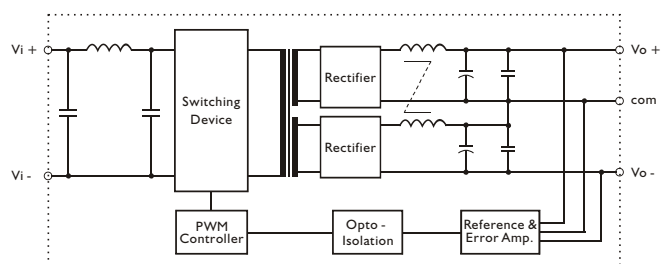 Vi +
Vo +
Rectifier
Switching
Device
com
Rectifier
Vi -
Vo -
PWM
Controller
Opto -
Isolation
Reference &
Error Amp.